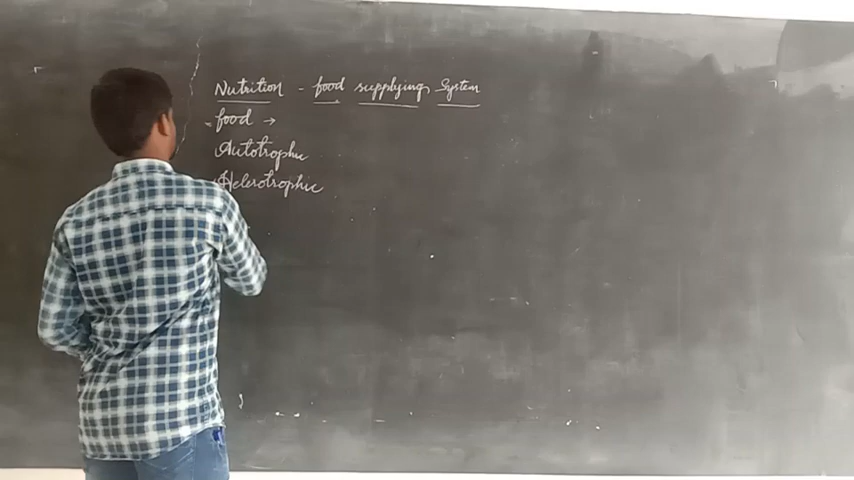 Nutrition - food supplying System
food →
Autotrophic
Heterotrophic